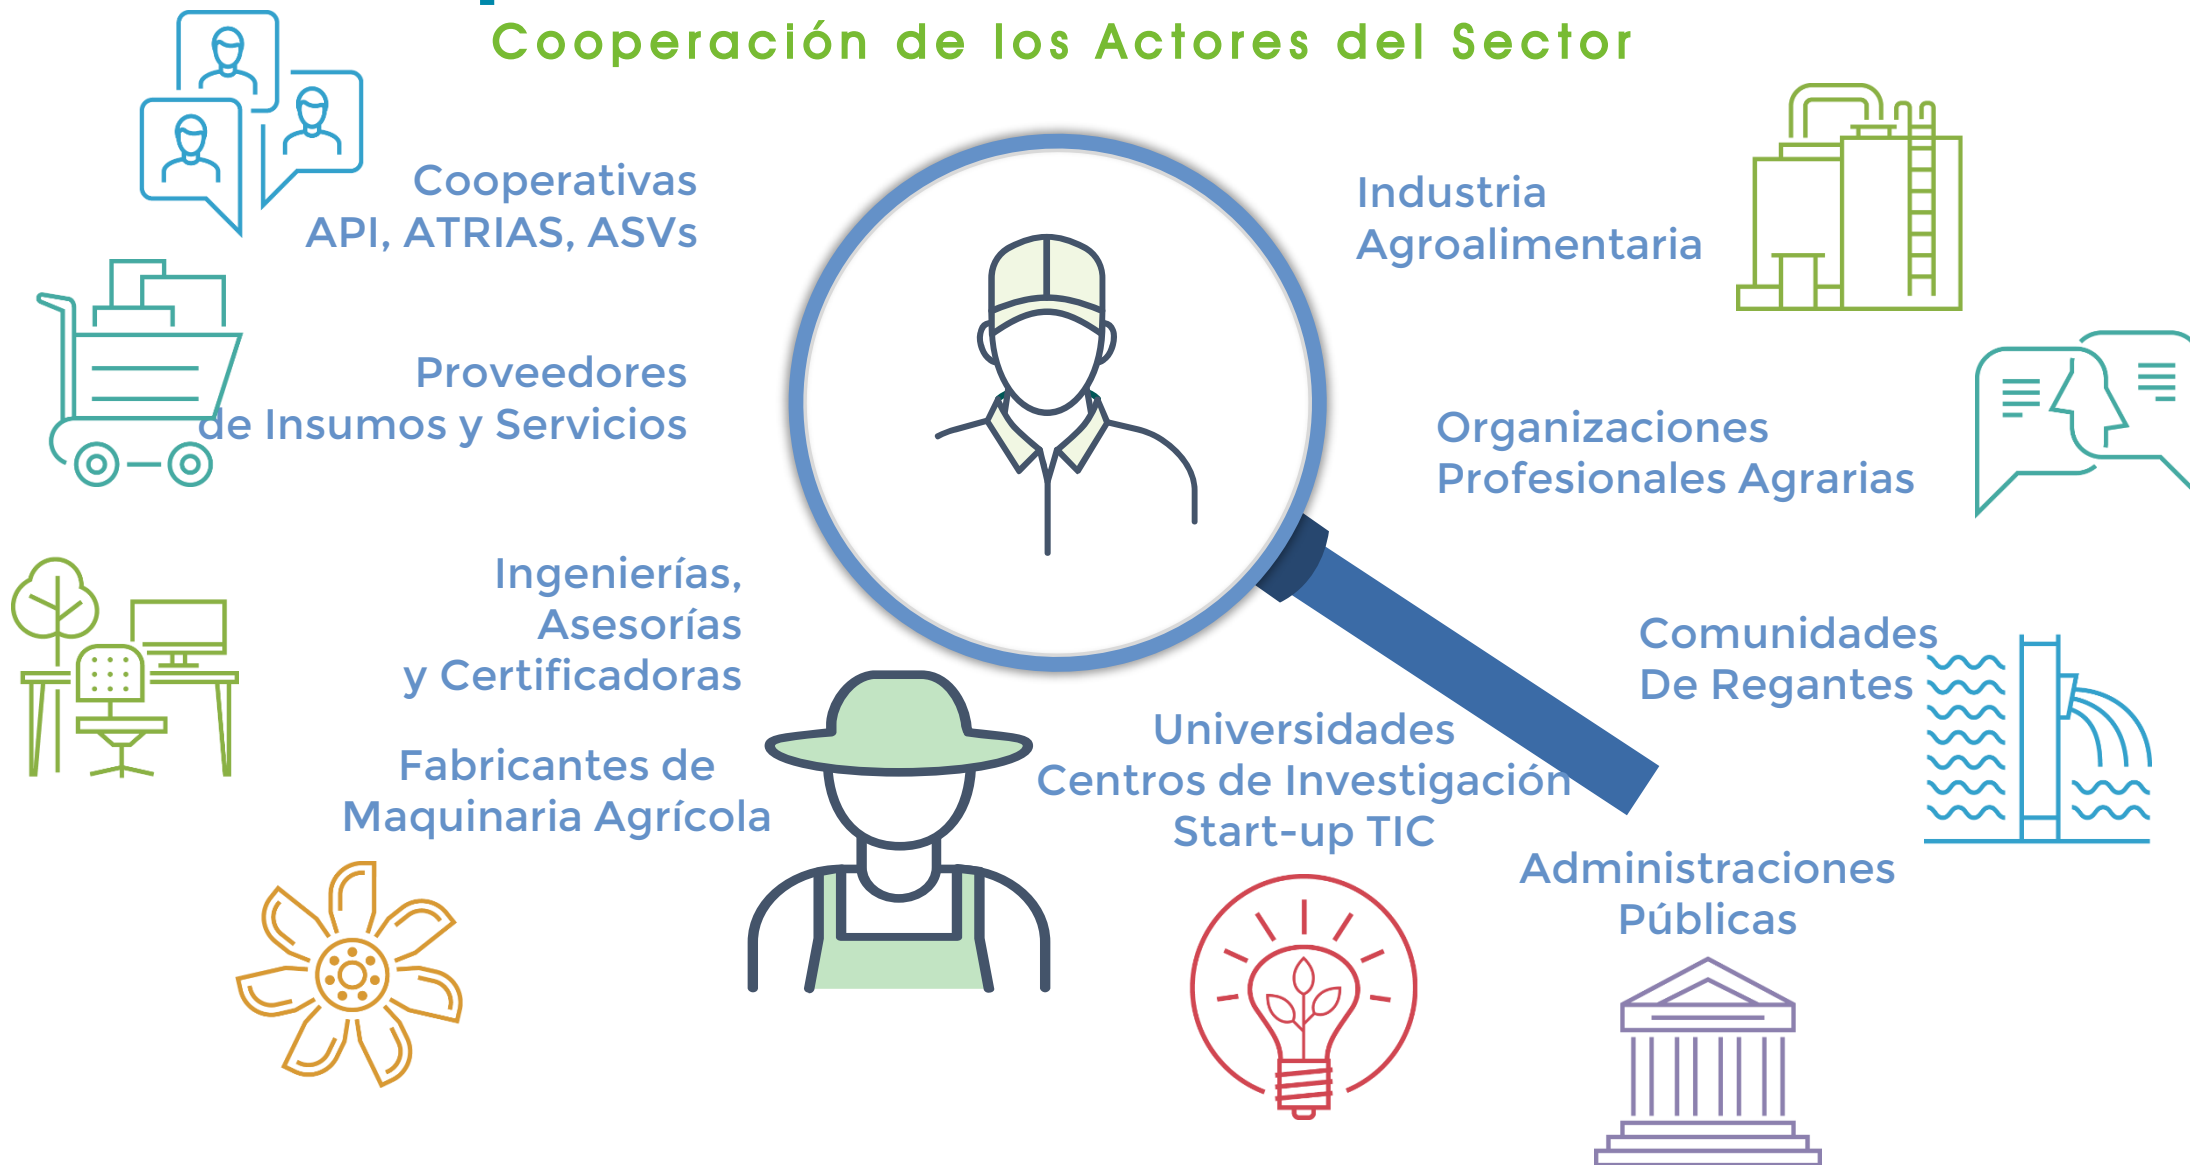 Cooperación de los Actores del Sector
Cooperativas
API, ATRIAS, ASVs
Proveedores
de Insumos y Servicios
Ingenierías,
Asesorías
y Certificadoras
Fabricantes de
Maquinaria Agrícola
Universidades
Centros de Investigación
Start-up TIC
Industria
Agroalimentaria
Organizaciones
Profesionales Agrarias
Comunidades
De Regantes
Administraciones
Públicas